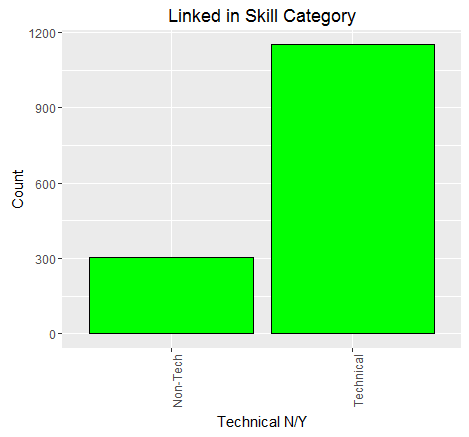 Linked in Skill Category
1200
900
600
300
0
Count
Non-Tech
Technical
Technical N/Y